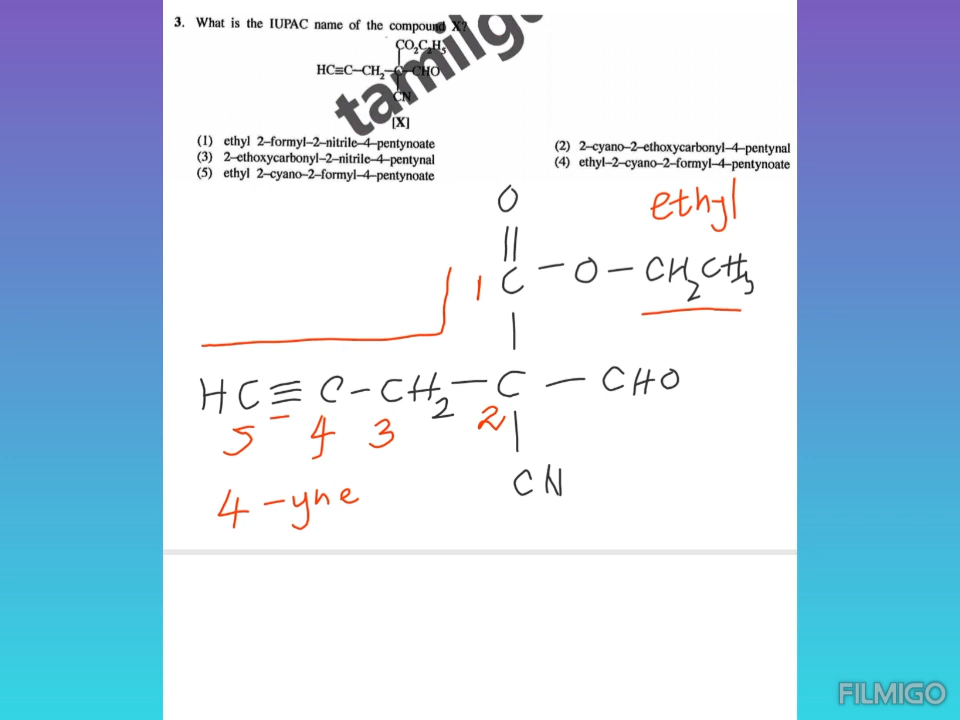 3. What is the IUPAC name of the compound X?
CO₂C₂H₅
HC≡C–CH₂–C–CHO
CN
[X]
tamilg
(1) ethyl 2–formyl–2–nitrile–4–pentynoate
(2) 2–cyano–2–ethoxycarbonyl–4–pentynal
(3) 2–ethoxycarbonyl–2–nitrile–4–pentynal
(4) ethyl–2–cyano–2–formyl–4–pentynoate
(5) ethyl 2–cyano–2–formyl–4–pentynoate
O ethyl
||
1 C – O – CH₂CH₃
|
HC ≡ C – CH₂ – C – CHO
5 4 3 2 |
CN
4 – yne
FILMIGO